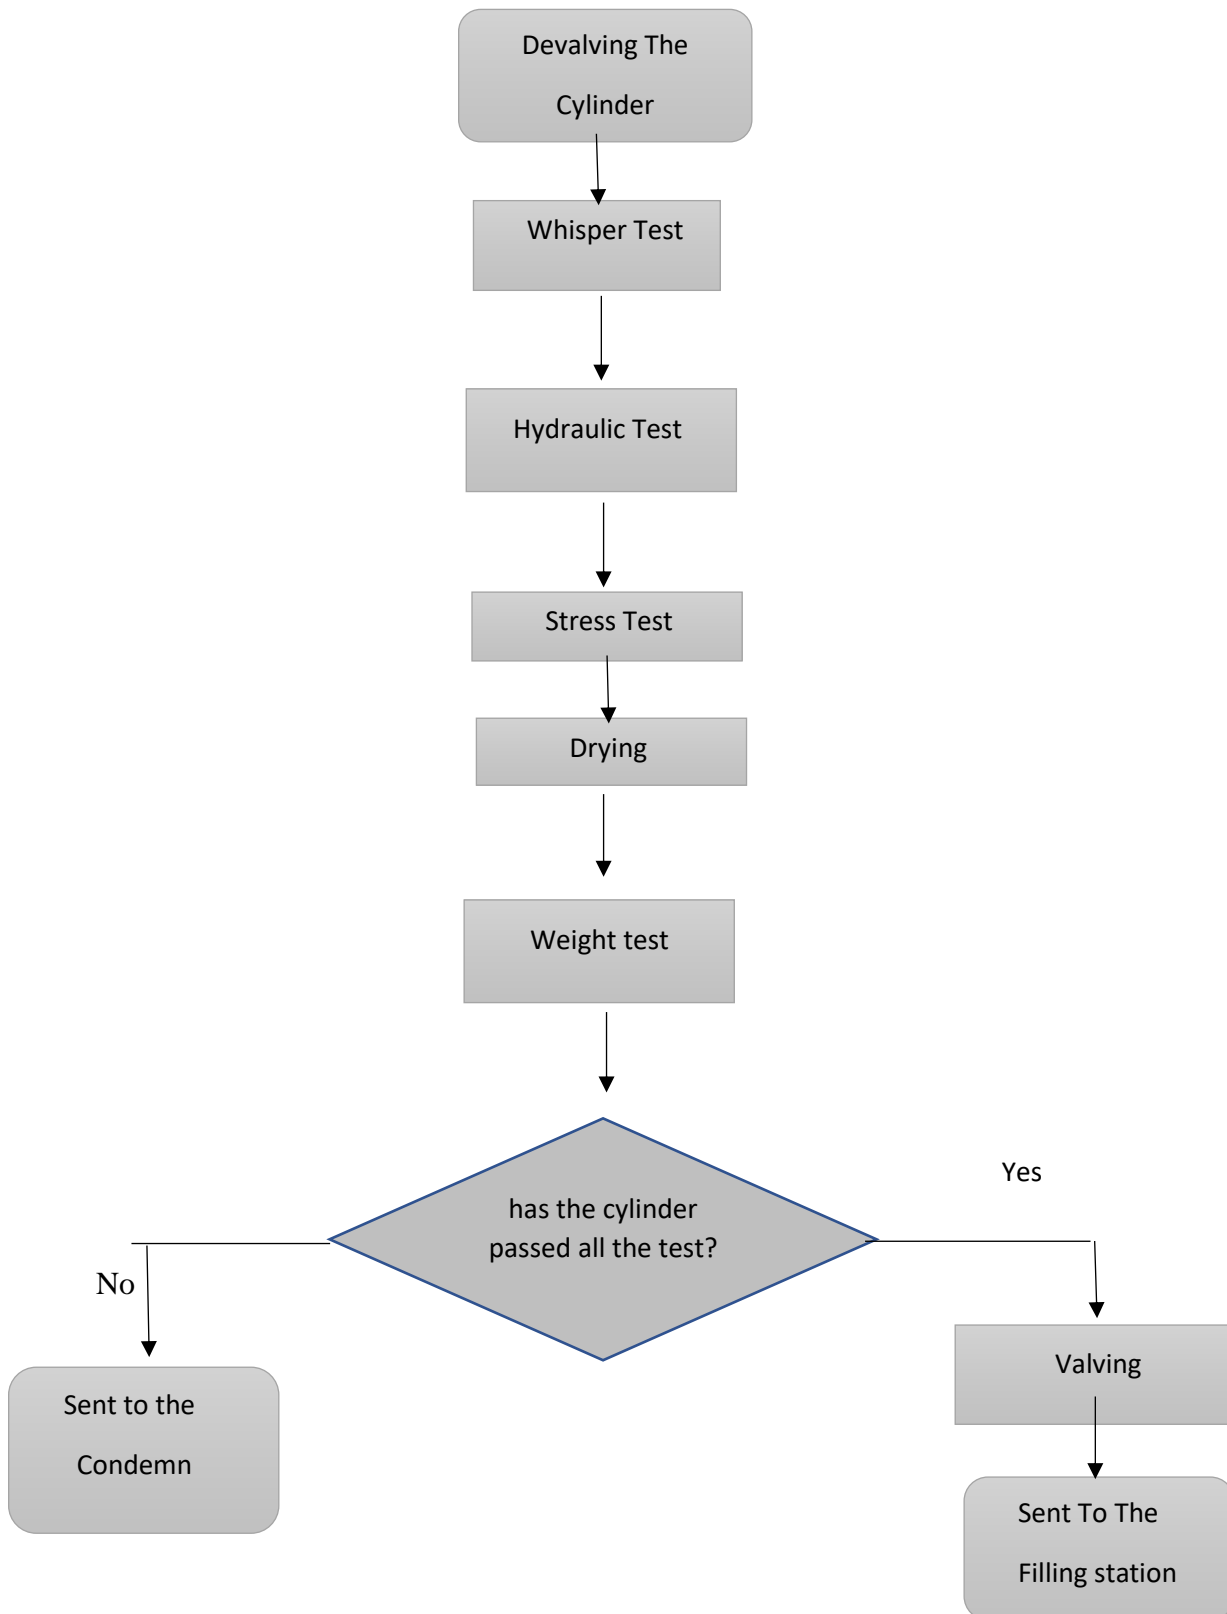 Devalving The
Cylinder
Whisper Test
Hydraulic Test
Stress Test
Drying
Weight test
has the cylinder
passed all the test?
Yes
No
Valving
Sent to the
Condemn
Sent To The
Filling station